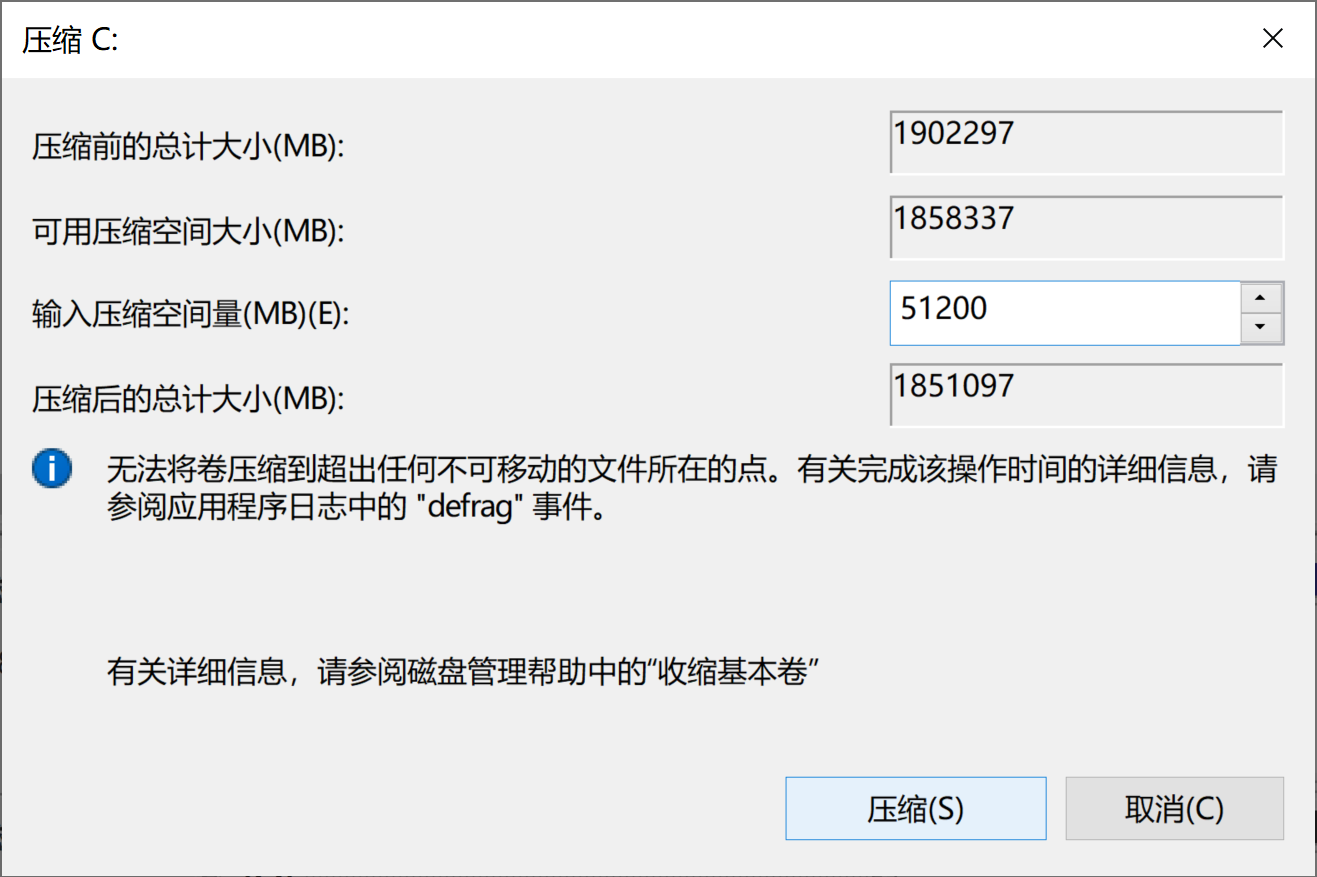 压缩 C:
压缩前的总计大小(MB): 1902297
可用压缩空间大小(MB): 1858337
输入压缩空间量(MB)(E): 51200
压缩后的总计大小(MB): 1851097
无法将卷压缩到超出任何不可移动的文件所在的点。有关完成该操作时间的详细信息，请
参阅应用程序日志中的 "defrag" 事件。
有关详细信息，请参阅磁盘管理帮助中的“收缩基本卷”
压缩(S) 取消(C)